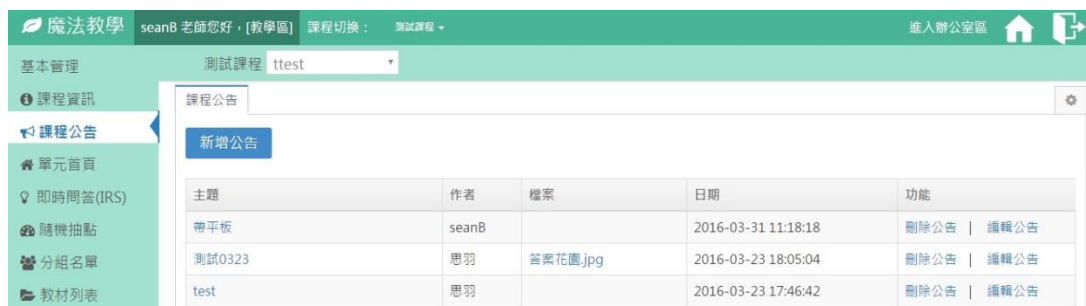 魔法教學 seanB 老師您好，[教學區] 課程切換： 測試課程 進入辦公室區
基本管理 測試課程 ttest
課程資訊 課程公告
課程公告 新增公告
單元首頁
即時問答(IRS) 主題 作者 檔案 日期 功能
隨機抽點 帶平板 seanB 2016-03-31 11:18:18 刪除公告 | 編輯公告
分組名單 測試0323 思羽 答案花園.jpg 2016-03-23 18:05:04 刪除公告 | 編輯公告
教材列表 test 思羽 2016-03-23 17:46:42 刪除公告 | 編輯公告